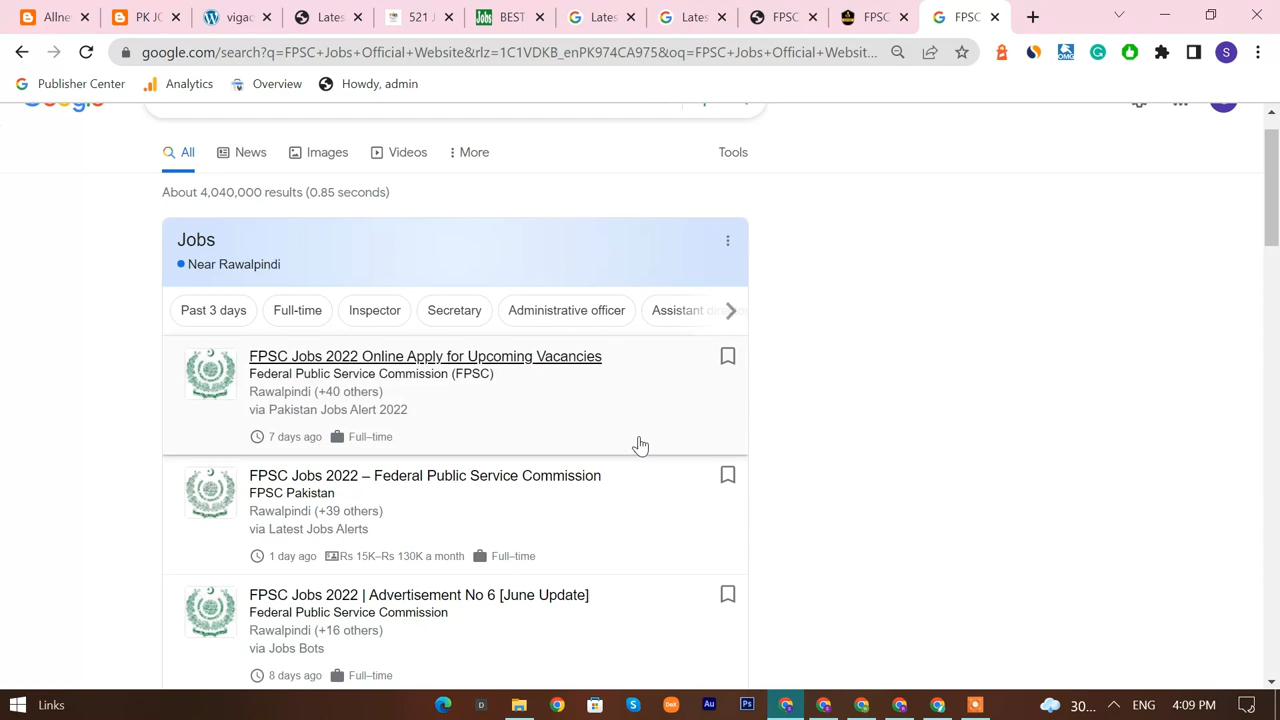 Allne
PK JO
viga
Lates
521 J
BEST
Lates
Lates
FPSC
FPSC
FPSC
google.com/search?q=FPSC+Jobs+Official+Website&rlz=1C1VDKB_enPK974CA975&oq=FPSC+Jobs+Official+Websit...
S
Publisher Center
Analytics
Overview
Howdy, admin
All
News
Images
Videos
More
Tools
About 4,040,000 results (0.85 seconds)
Jobs
Near Rawalpindi
Past 3 days
Full-time
Inspector
Secretary
Administrative officer
Assistant
FPSC Jobs 2022 Online Apply for Upcoming Vacancies
Federal Public Service Commission (FPSC)
Rawalpindi (+40 others)
via Pakistan Jobs Alert 2022
7 days ago Full–time
FPSC Jobs 2022 – Federal Public Service Commission
FPSC Pakistan
Rawalpindi (+39 others)
via Latest Jobs Alerts
1 day ago Rs 15K–Rs 130K a month Full–time
FPSC Jobs 2022 | Advertisement No 6 [June Update]
Federal Public Service Commission
Rawalpindi (+16 others)
via Jobs Bots
8 days ago Full–time
Links
30...
ENG
4:09 PM